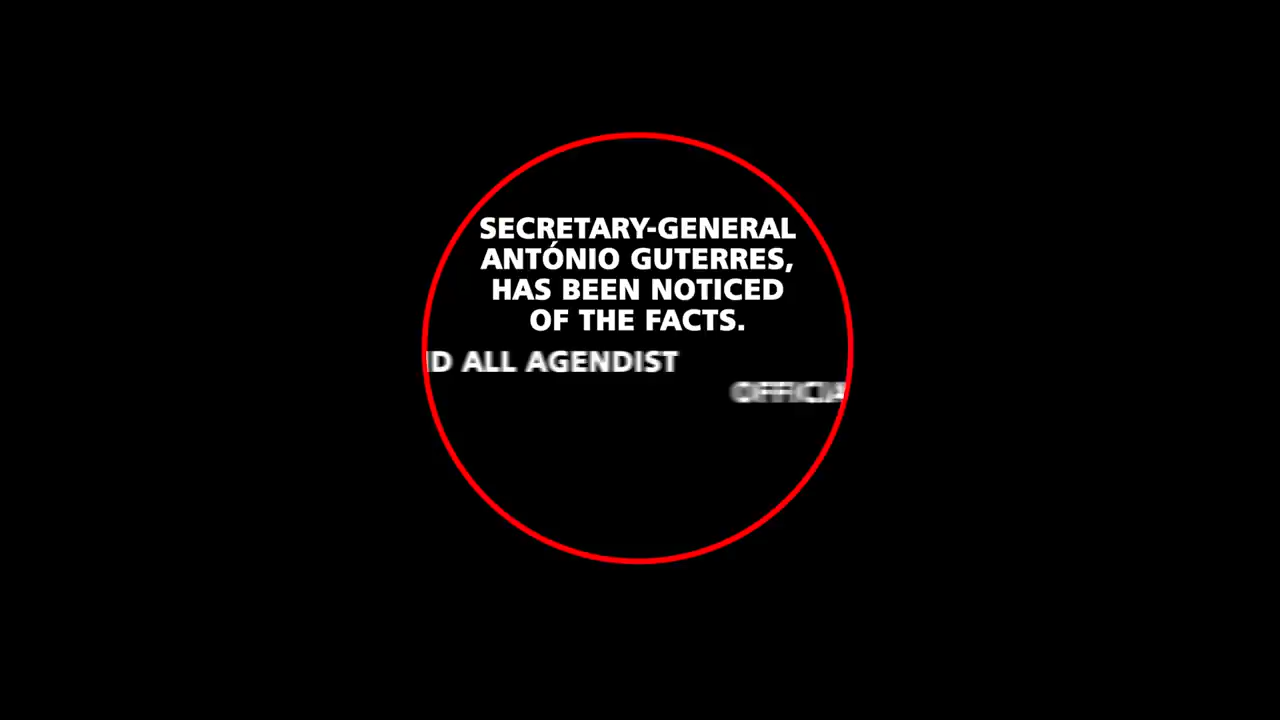 SECRETARY-GENERAL
ANTÓNIO GUTERRES,
HAS BEEN NOTICED
OF THE FACTS.
ALL AGENDIST